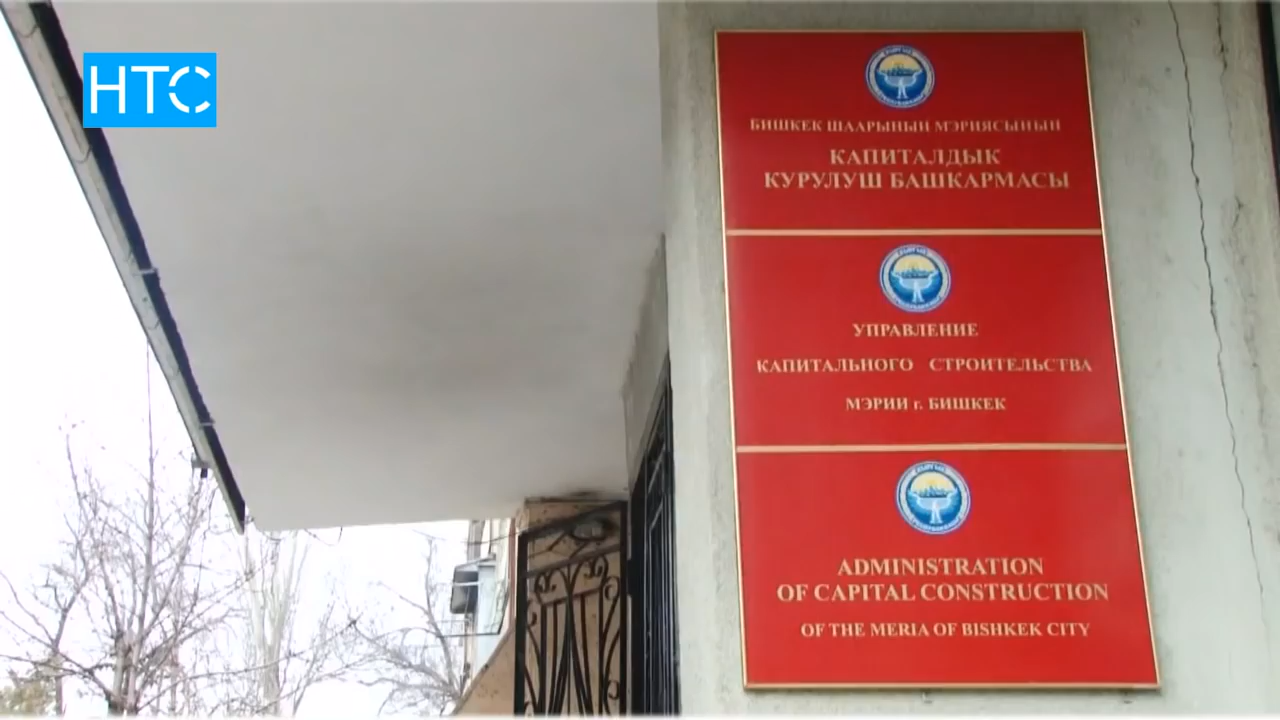 НТС
БИШКЕК ШААРЫНЫН МЭРИЯСЫНЫН
КАПИТАЛДЫК
КУРУЛУШ БАШКАРМАСЫ
УПРАВЛЕНИЕ
КАПИТАЛЬНОГО СТРОИТЕЛЬСТВА
МЭРИИ г. БИШКЕК
ADMINISTRATION
OF CAPITAL CONSTRUCTION
OF THE MERIA OF BISHKEK CITY